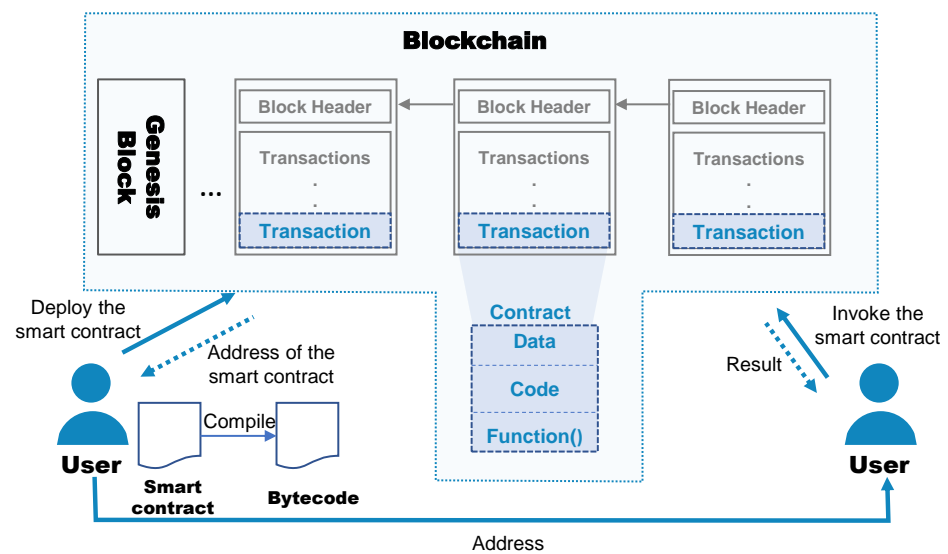 Blockchain
Genesis
Block
...
Block Header
Transactions
.
.
Transaction
Block Header
Transactions
.
.
Transaction
Block Header
Transactions
.
.
Transaction
Contract
Data
Code
Function()
Deploy the
smart contract
Address of the
smart contract
User
Compile
Smart
contract
Bytecode
Invoke the
smart contract
Result
User
Address